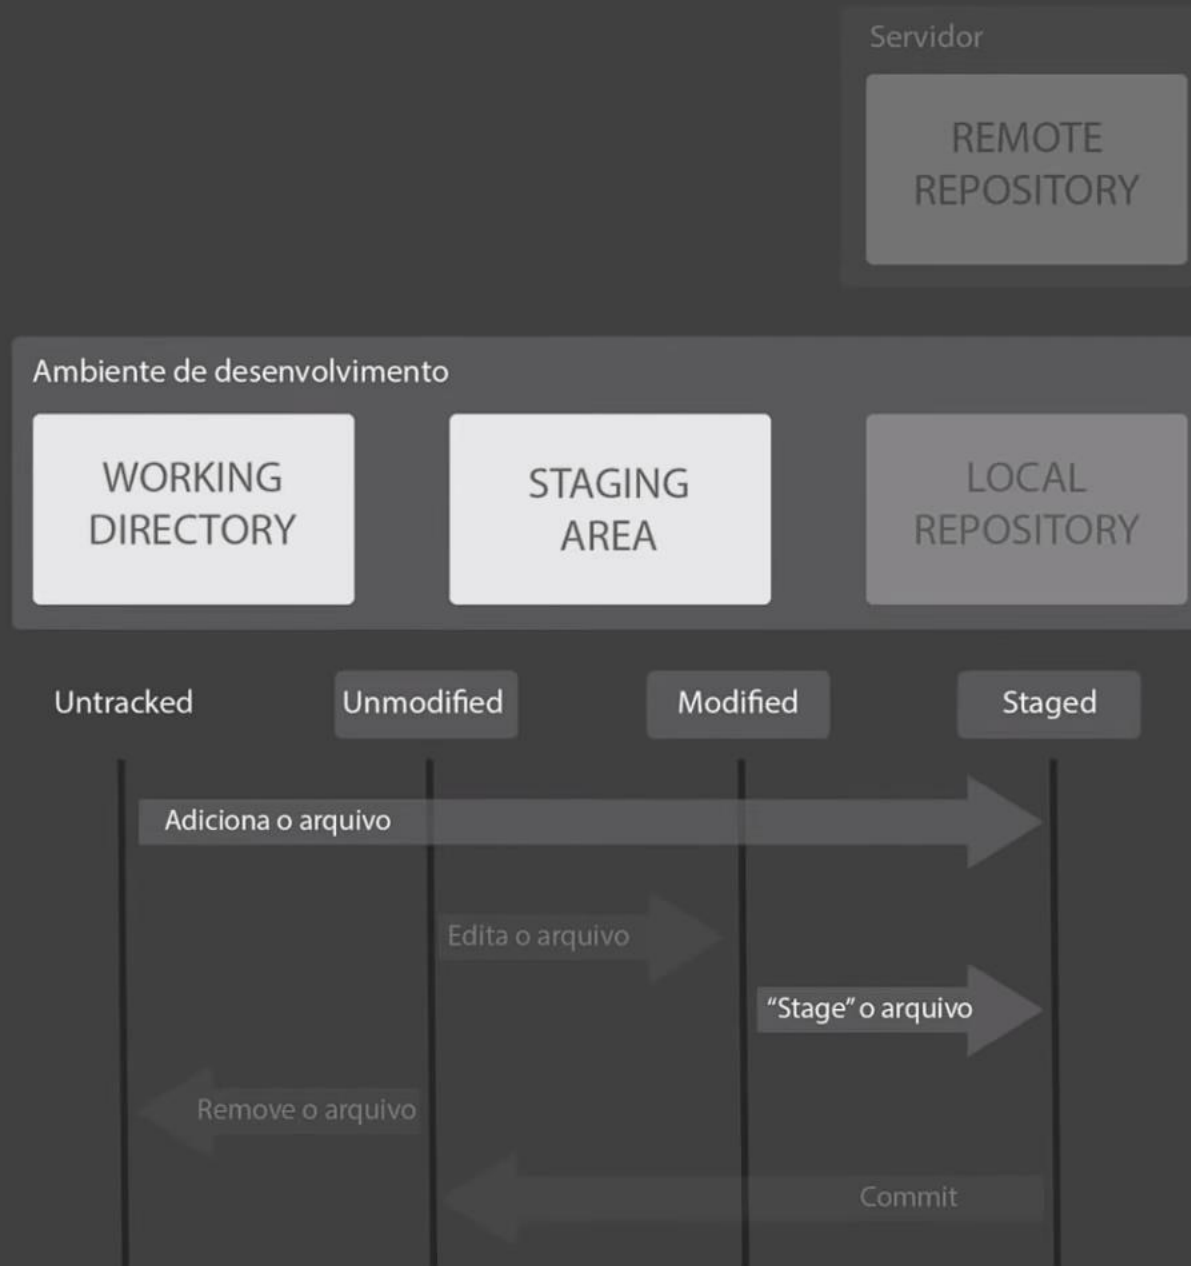 Servidor
REMOTE
REPOSITORY
Ambiente de desenvolvimento
WORKING
DIRECTORY
STAGING
AREA
LOCAL
REPOSITORY
Untracked
Unmodified
Modified
Staged
Adiciona o arquivo
Edita o arquivo
“Stage” o arquivo
Remove o arquivo
Commit